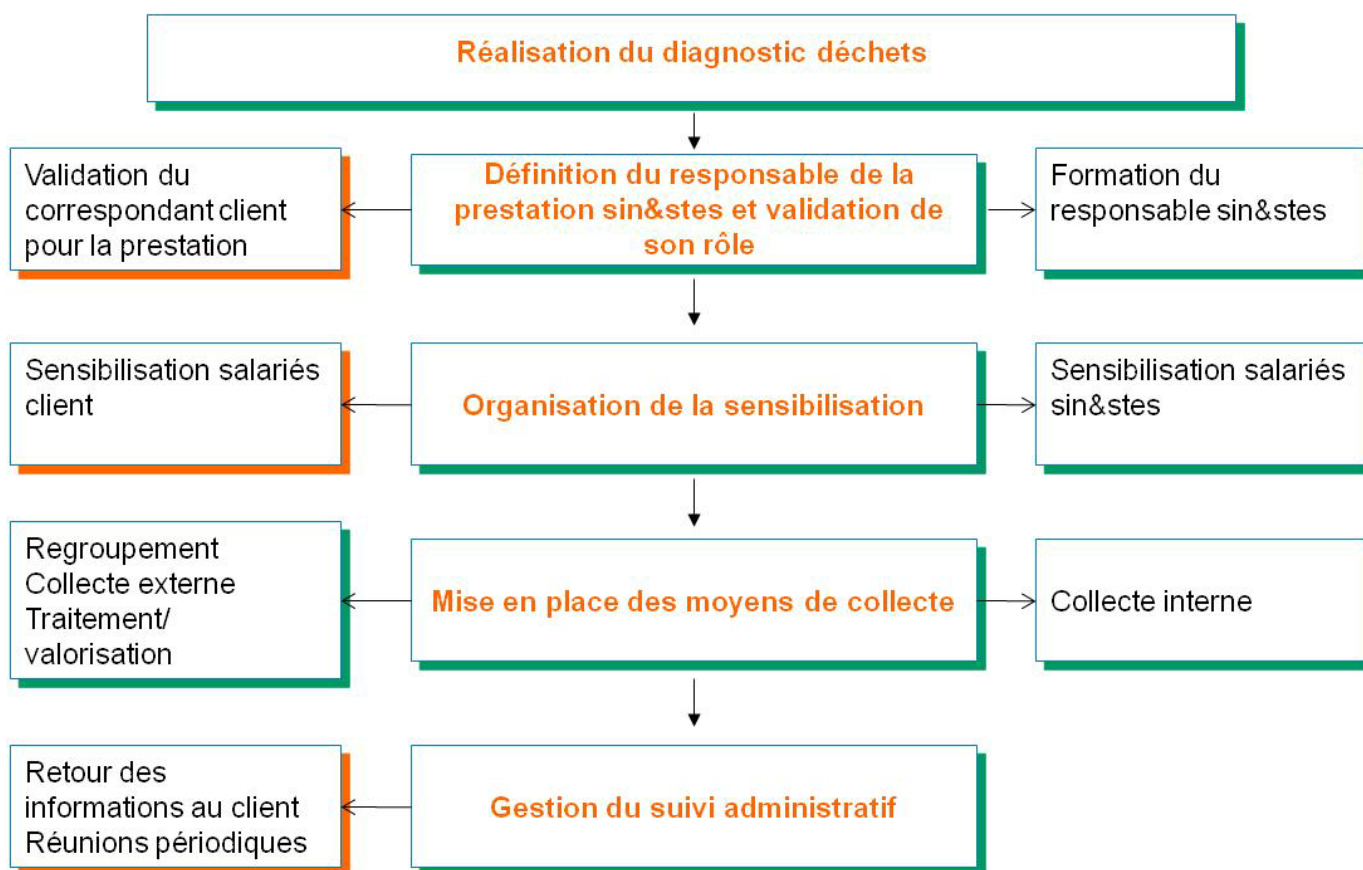 Réalisation du diagnostic déchets
Validation du
correspondant client
pour la prestation
Définition du responsable de la
prestation sin&stes et validation de
son rôle
Formation du
responsable sin&stes
Sensibilisation salariés
client
Organisation de la sensibilisation
Sensibilisation salariés
sin&stes
Regroupement
Collecte externe
Traitement/
valorisation
Mise en place des moyens de collecte
Collecte interne
Retour des
informations au client
Réunions périodiques
Gestion du suivi administratif